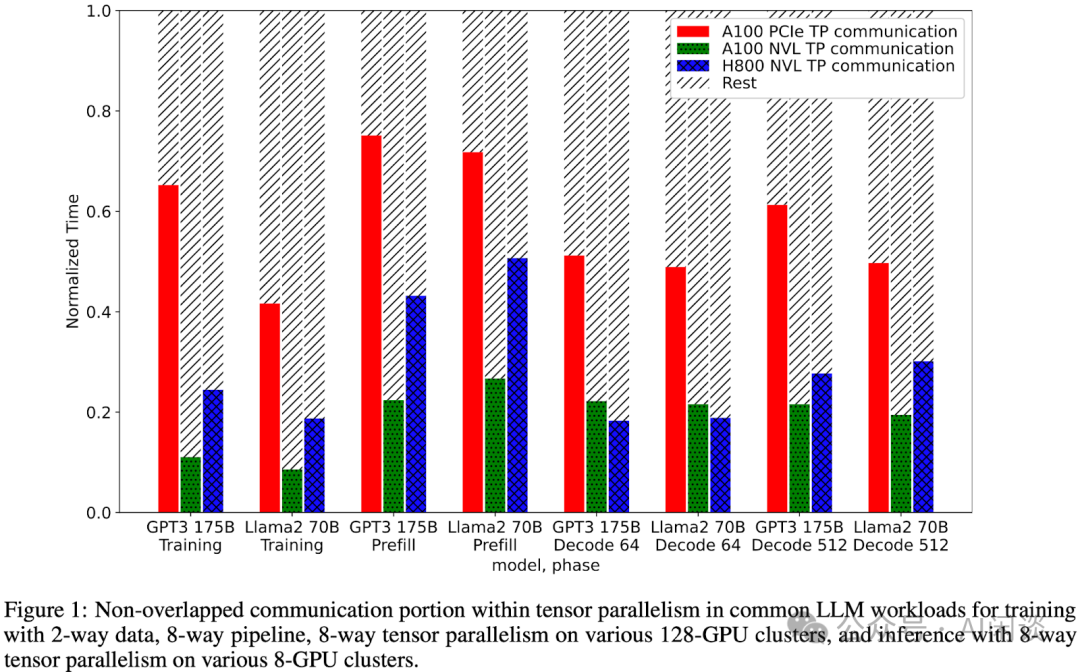 1.0
0.8
0.6
0.4
0.2
0.0
Normalized Time
A100 PCIe TP communication
A100 NVL TP communication
H800 NVL TP communication
Rest
GPT3 175B Training
Llama2 70B Training
GPT3 175B Prefill
Llama2 70B Prefill
GPT3 175B Decode 64
Llama2 70B Decode 64
GPT3 175B Decode 512
Llama2 70B Decode 512
model, phase
Figure 1: Non-overlapped communication portion within tensor parallelism in common LLM workloads for training
with 2-way data, 8-way pipeline, 8-way tensor parallelism on various 128-GPU clusters, and inference with 8-way
tensor parallelism on various 8-GPU clusters.
公众号 · AI闲谈